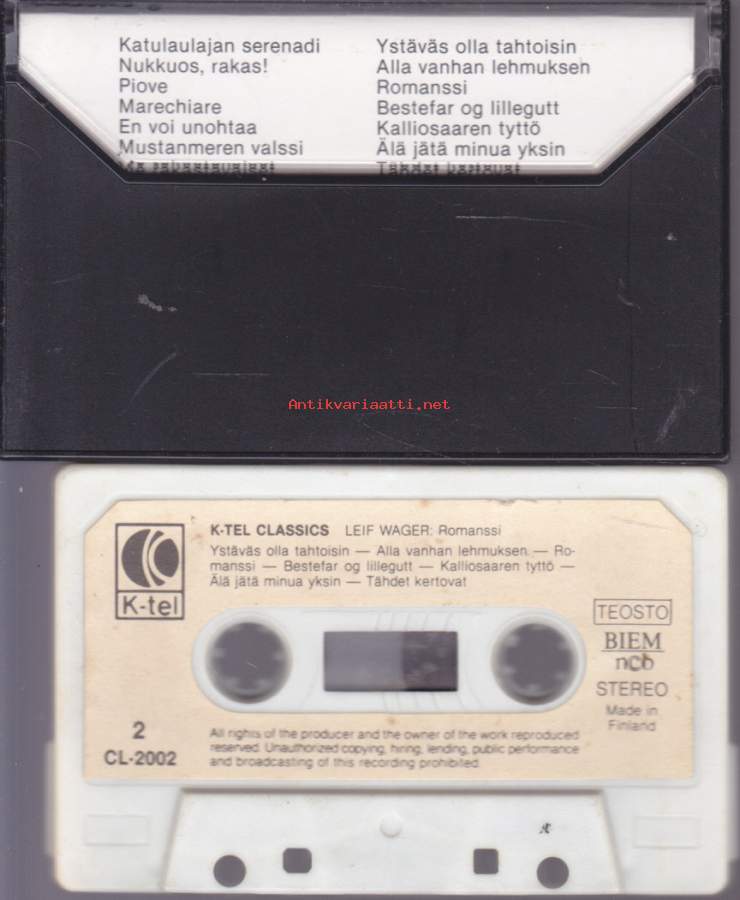 Katulaulajan serenadi
Nukkuos, rakas!
Piove
Marechiare
En voi unohtaa
Mustanmeren valssi
Ystäväs olla tahtoisin
Alla vanhan lehmuksen
Romanssi
Bestefar og lillegutt
Kalliosaaren tyttö
Älä jätä minua yksin
Antikvariaatti.net
K-TEL CLASSICS LEIF WAGER: Romanssi
Ystäväs olla tahtoisin — Alla vanhan lehmuksen — Ro-
manssi — Bestefar og lillegutt — Kalliosaaren tyttö —
Älä jätä minua yksin — Tähdet kertovat
K-tel
TEOSTO
BIEM
ncb
STEREO
Made in
Finland
2
CL-2002
All rights of the producer and the owner of the work reproduced
reserved. Unauthorized copying, hiring, lending, public performance
and broadcasting of this recording prohibited